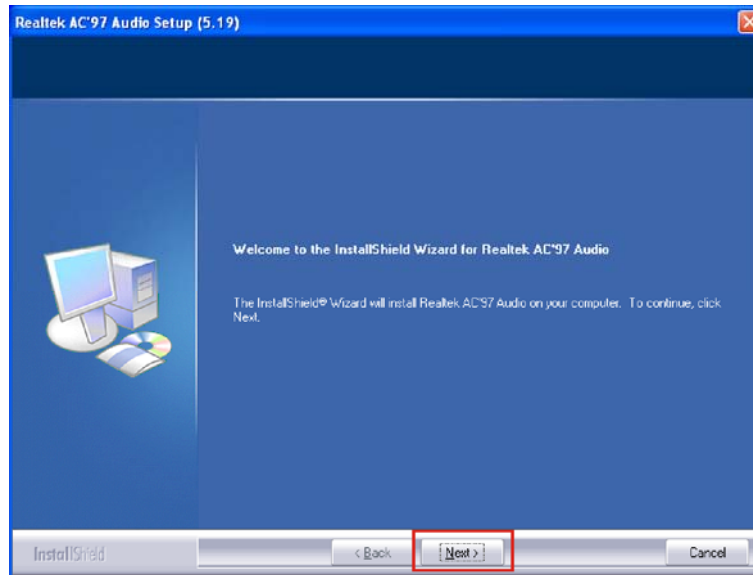 Realtek AC'97 Audio Setup (5.19)
Welcome to the InstallShield Wizard for Realtek AC'97 Audio
The InstallShield® Wizard will install Realtek AC'97 Audio on your computer. To continue, click
Next.
InstallShield
< Back
Next >
Cancel